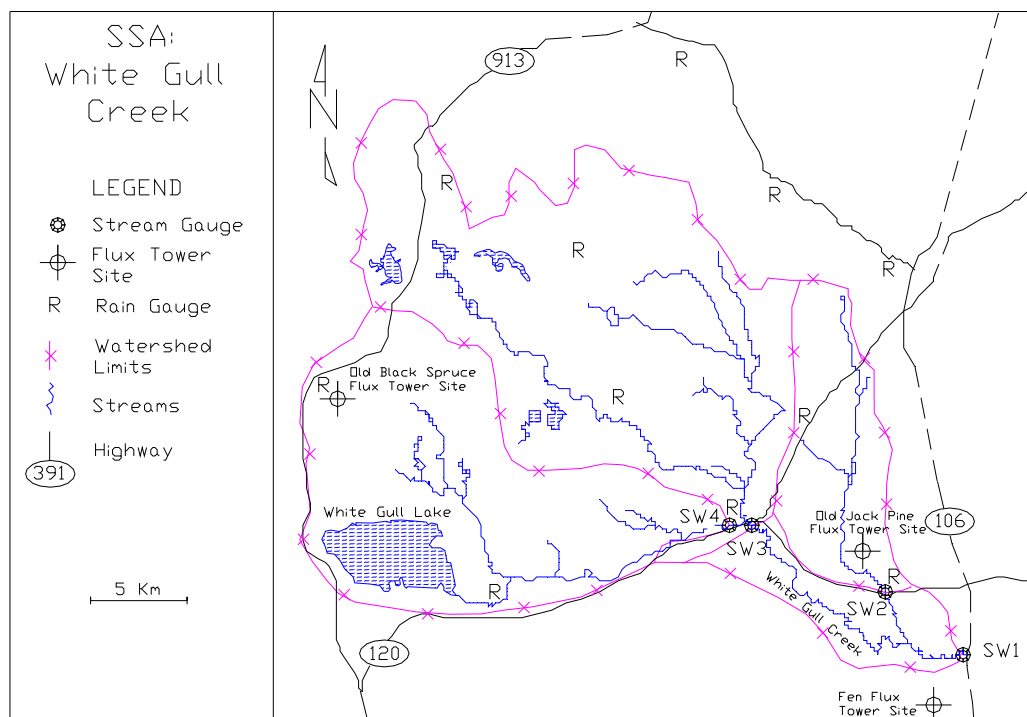 SSA:
White Gull
Creek
LEGEND
Stream Gauge
Flux Tower
Site
R Rain Gauge
Watershed
Limits
Streams
Highway
391
5 Km
N
913
R
R
R
R
R
Old Black Spruce
Flux Tower Site
R
R
R
White Gull Lake
SW4
R
SW3
Old Jack Pine
Flux Tower Site
106
R
R
SW2
White Gull
Creek
SW1
120
Fen Flux
Tower Site